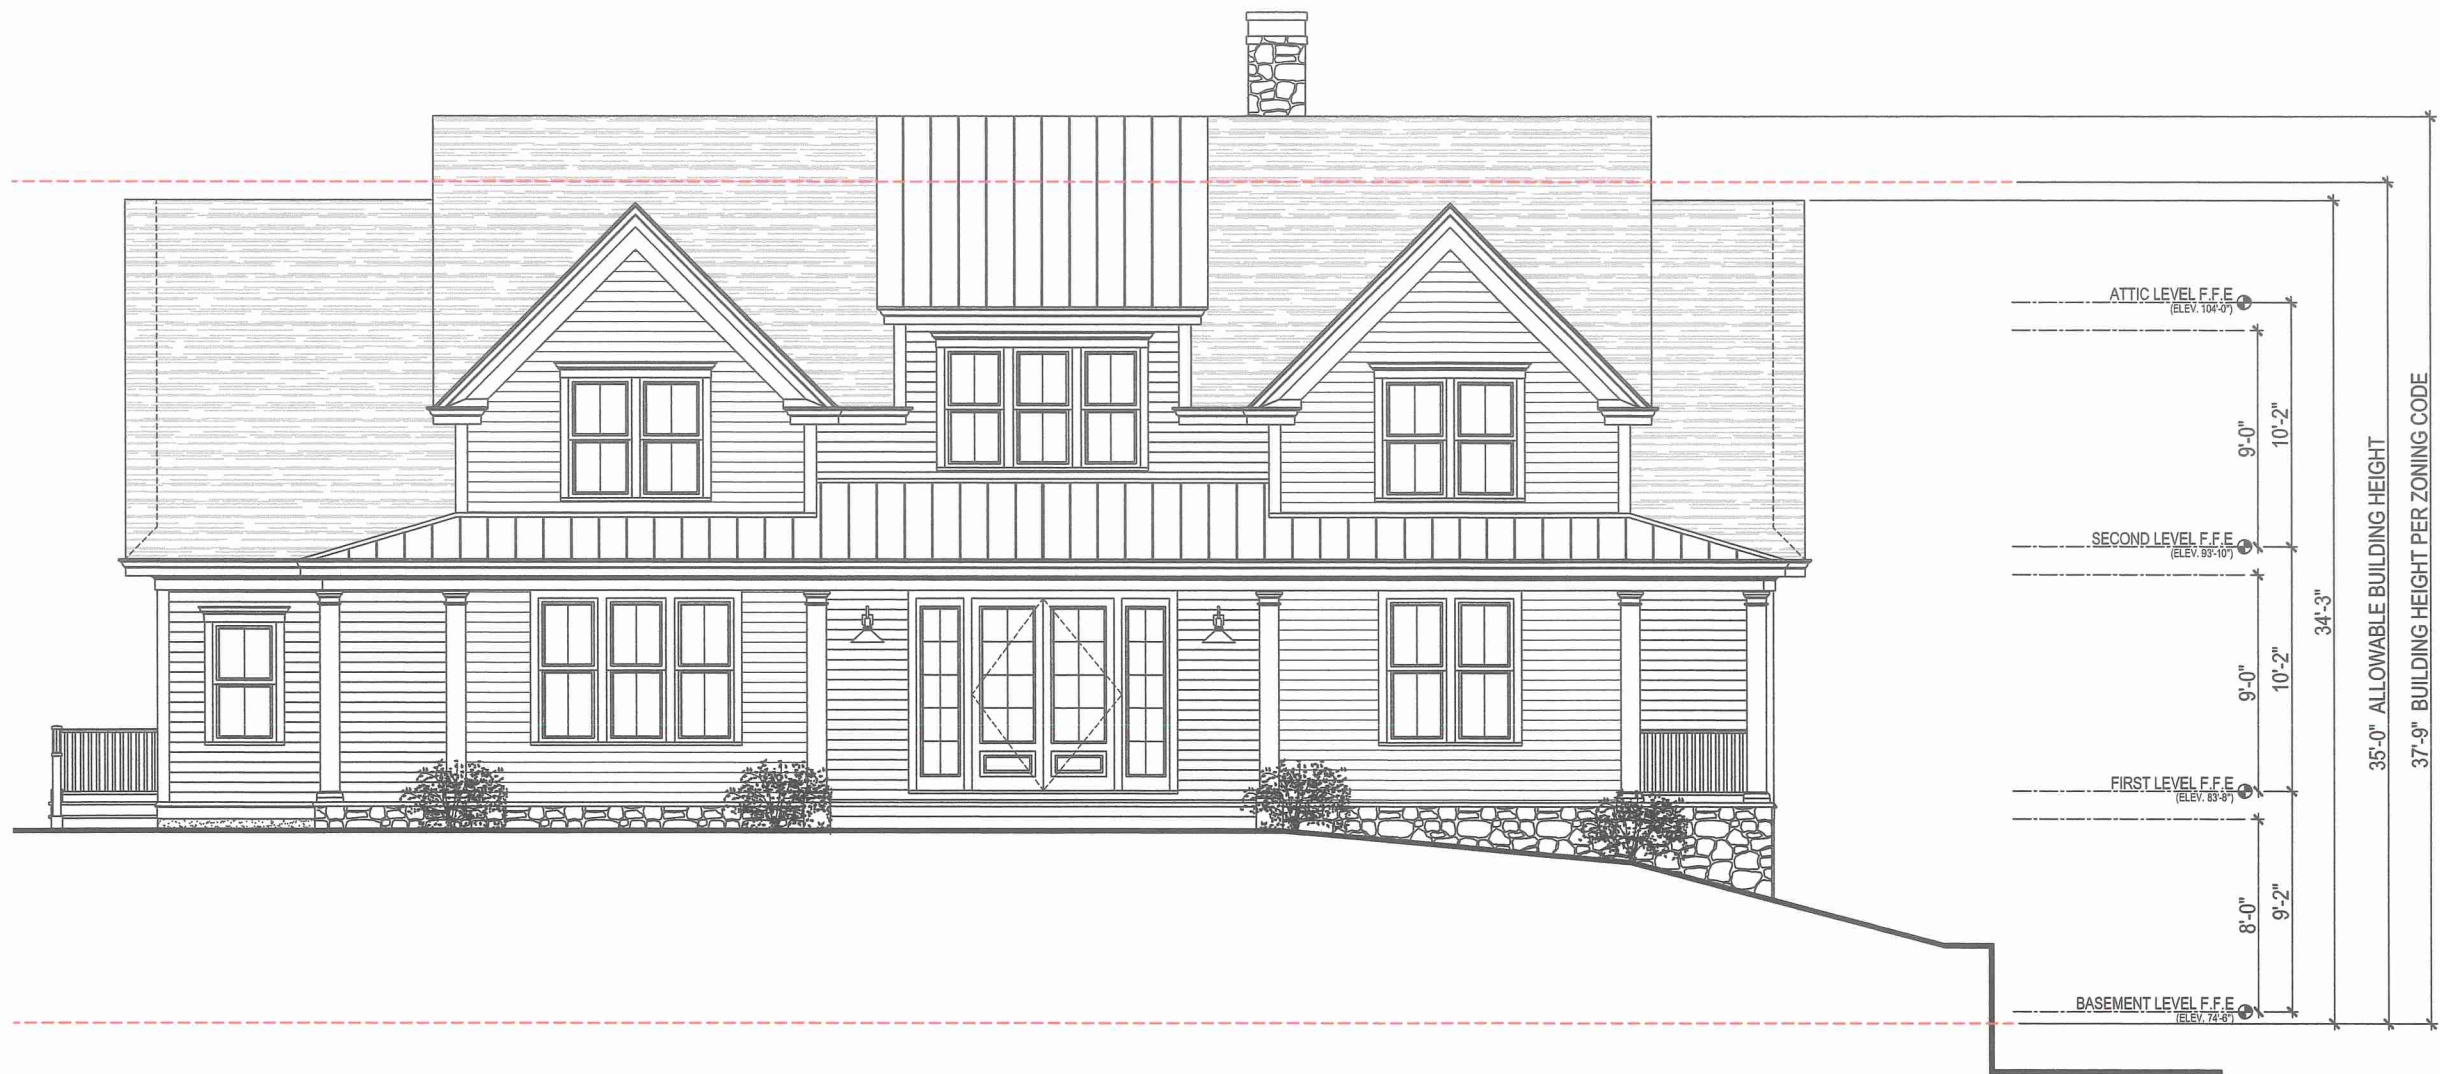 ATTIC LEVEL F.F.E
(ELEV. 104'-0")
9'-0"
10'-2"
SECOND LEVEL F.F.E
(ELEV. 93'-10")
9'-0"
10'-2"
FIRST LEVEL F.F.E
(ELEV. 83'-8")
8'-0"
9'-2"
BASEMENT LEVEL F.F.E
(ELEV. 74'-6")
34'-3"
35'-0" ALLOWABLE BUILDING HEIGHT
37'-9" BUILDING HEIGHT PER ZONING CODE